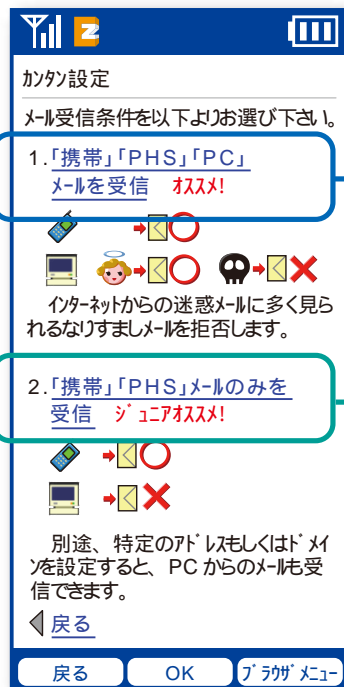 カンタン設定
メール受信条件を以下よりお選び下さい。
1.「携帯」「PHS」「PC」
メールを受信 オススメ!
インターネットからの迷惑メールに多く見ら
れるなりすましメールを拒否します。
2.「携帯」「PHS」メールのみを
受信 ジュニアオススメ!
別途、特定のアドレスもしくはドメイ
ンを設定すると、PCからのメールも受
信できます。
戻る
戻る OK ブラウザメニュー